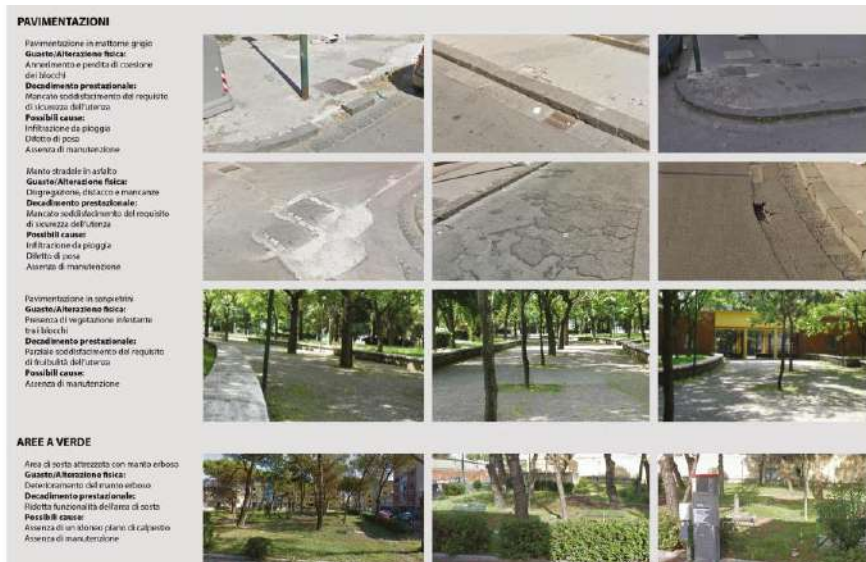 PAVIMENTAZIONI
Pavimentazione in mattone grigio
Guasto/Alterazione fisica:
Annerimento e perdita di coesione
dei blocchi
Decadimento prestazionale:
Mancato soddisfacimento del requisito
di sicurezza dell'utenza
Possibili cause:
Infiltrazione da pioggia
Difetto di posa
Assenza di manutenzione
Manto stradale in asfalto
Guasto/Alterazione fisica:
Disgregazione, distacco e mancanze
Decadimento prestazionale:
Mancato soddisfacimento del requisito
di sicurezza dell'utenza
Possibili cause:
Infiltrazione da pioggia
Difetto di posa
Assenza di manutenzione
Pavimentazione in sanpietrini
Guasto/Alterazione fisica:
Presenza di vegetazione infestante
tra i blocchi
Decadimento prestazionale:
Parziale soddisfacimento del requisito
di fruibilità dell'utenza
Possibili cause:
Assenza di manutenzione
AREE A VERDE
Area di sosta attrezzata con manto erboso
Guasto/Alterazione fisica:
Deterioramento del manto erboso
Decadimento prestazionale:
Ridotta funzionalità dell'area di sosta
Possibili cause:
Assenza di un idoneo piano di calpestio
Assenza di manutenzione